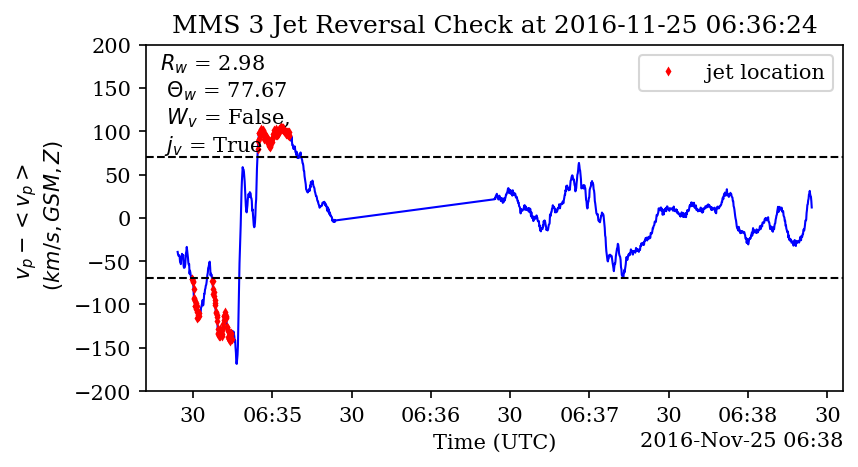 MMS 3 Jet Reversal Check at 2016-11-25 06:36:24
200
150
100
50
0
−50
−100
−150
−200
v_p − < v_p >
(km/s, GSM, Z)
R_w = 2.98
Θ_w = 77.67
W_v = False,
j_v = True
jet location
30 06:35 30 06:36 30 06:37 30 06:38 30
Time (UTC)
2016-Nov-25 06:38